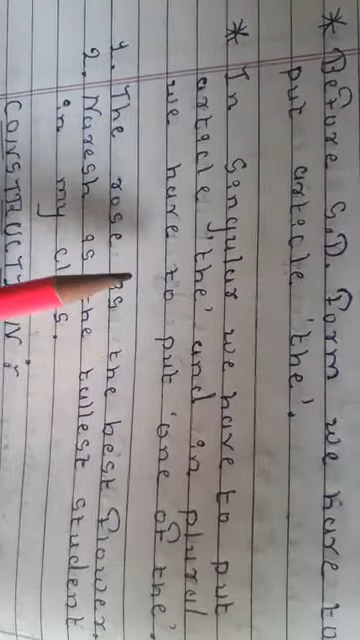 * Before S.D. form we have to
put article 'the'.
* In singular we have to put
article 'the' and in plural
we have to put 'one of the'.
1. The rose is the best flower.
2. Naresh is the tallest student
in my class.